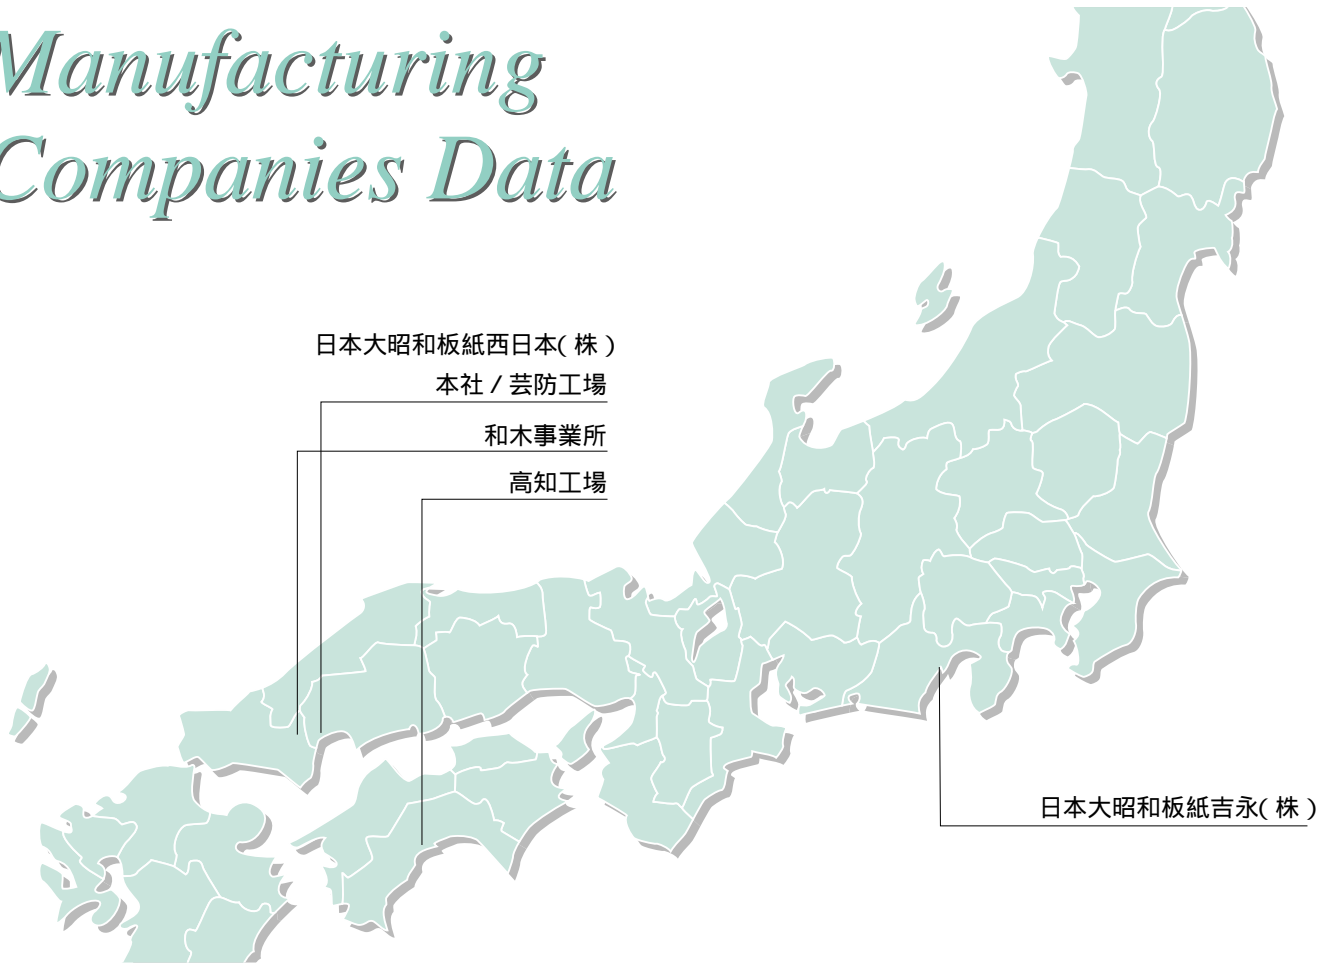 Manufacturing
Companies Data
日本大昭和板紙西日本(株)
本社 / 芸防工場
和木事業所
高知工場
日本大昭和板紙吉永(株)